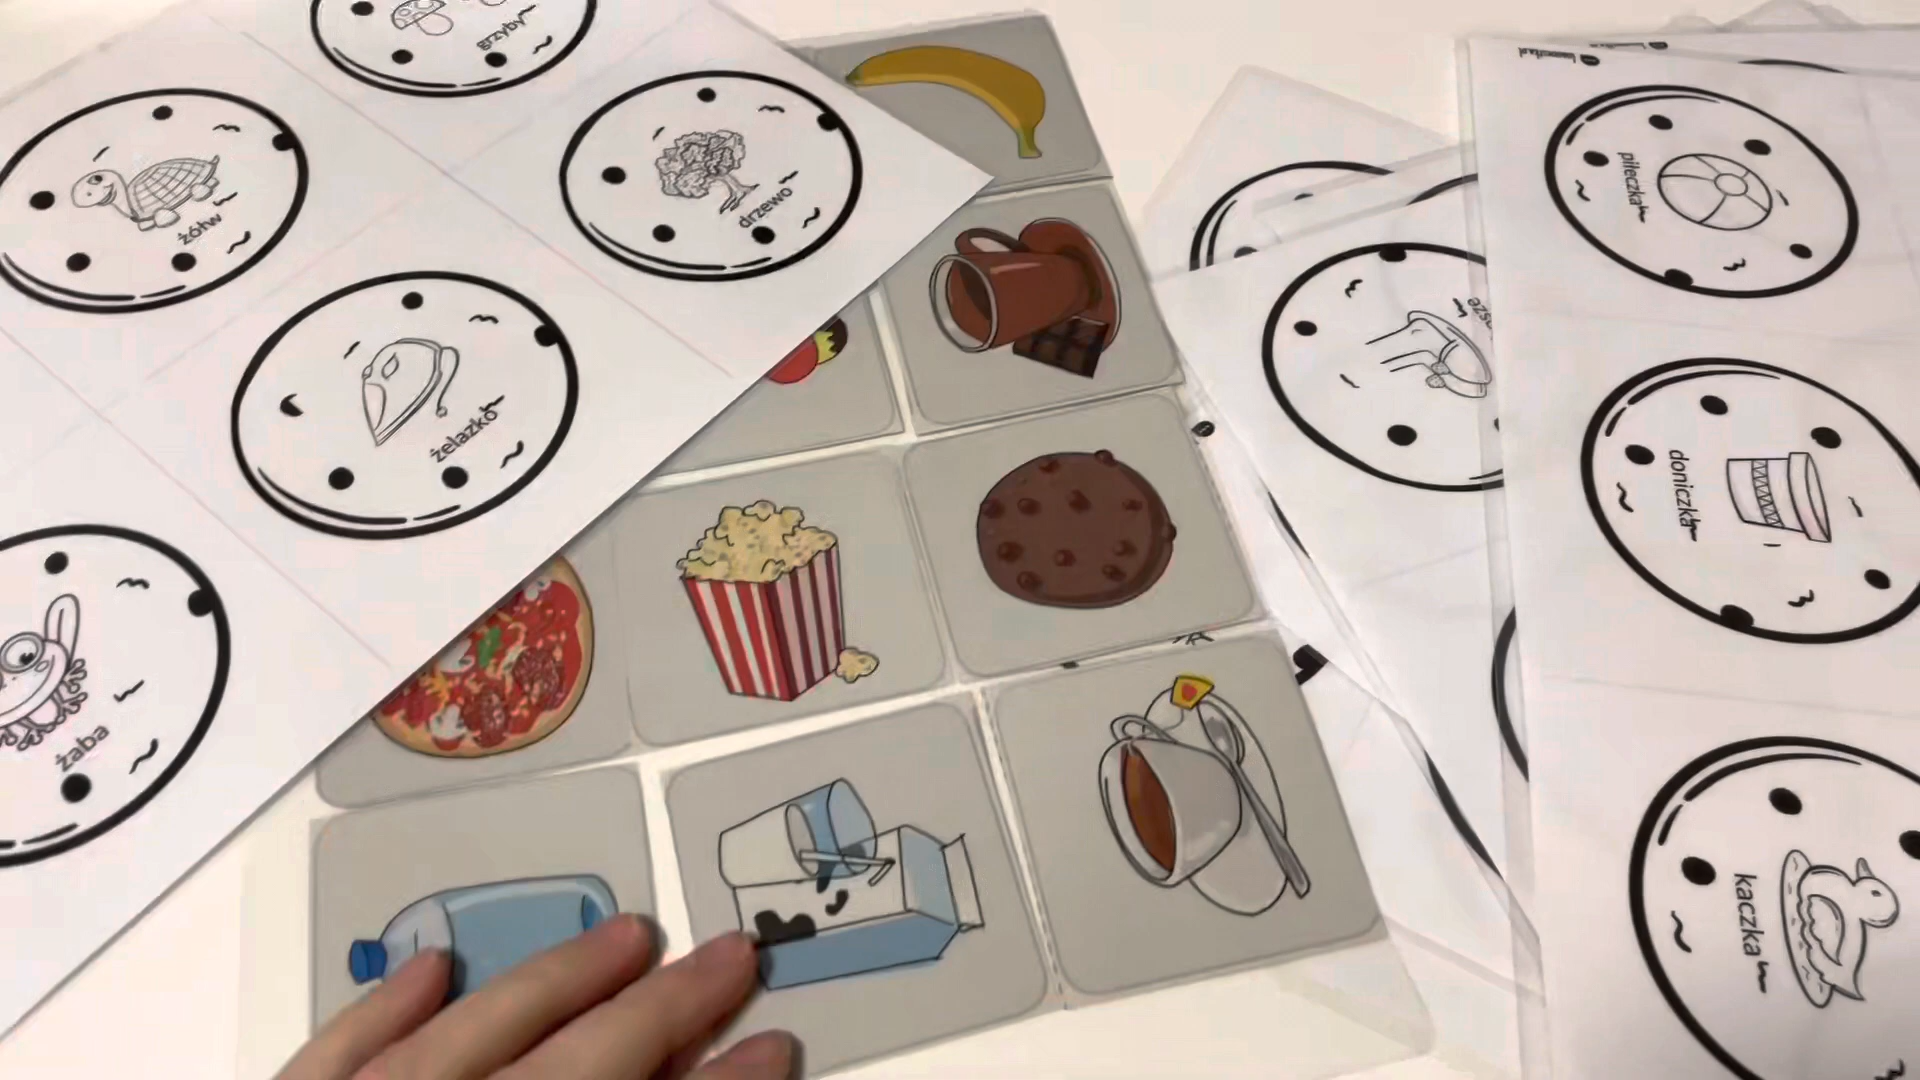 grzyby
żółw
drzewo
żelazko
żaba
piłeczka
doniczka
kaczka